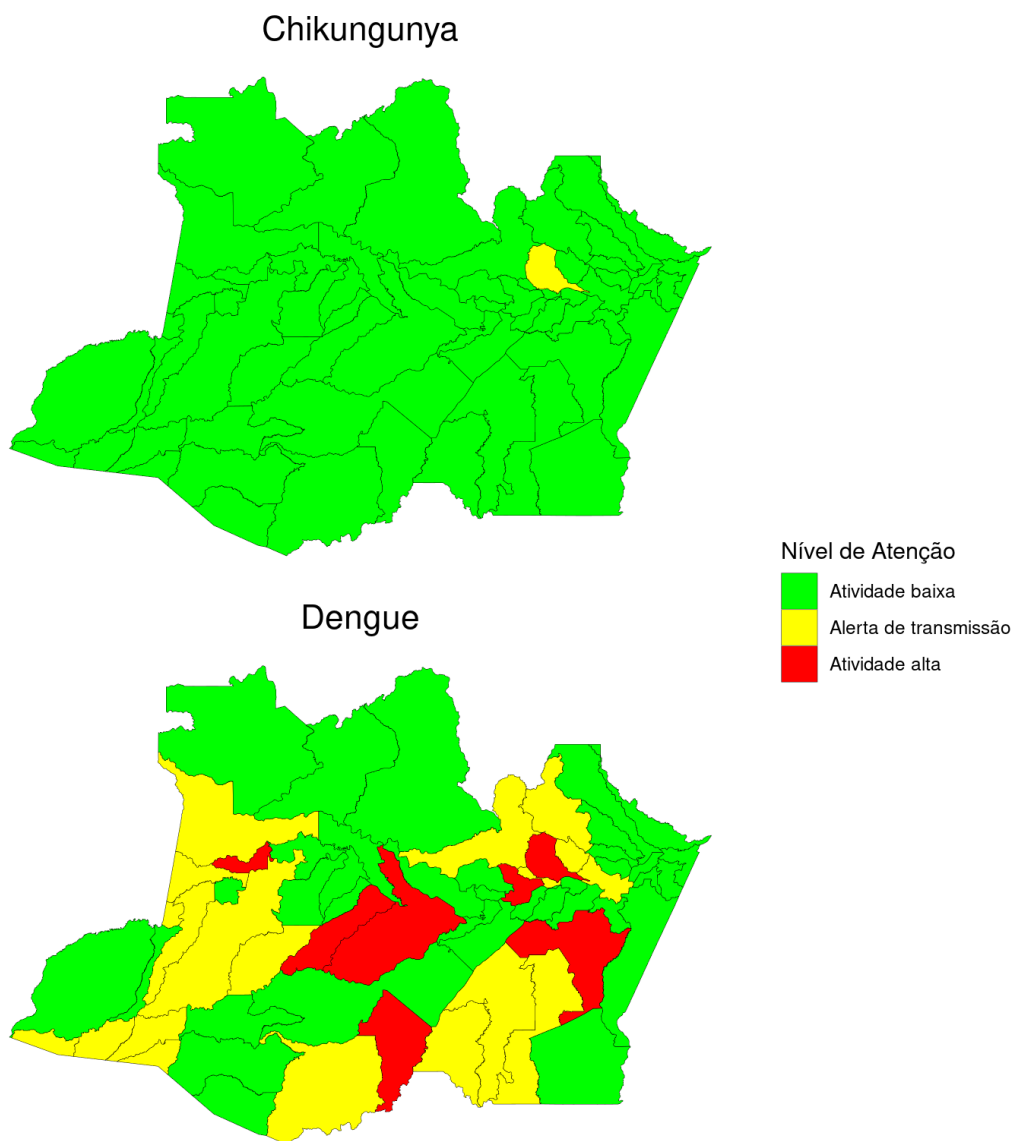 Chikungunya
Nível de Atenção
Atividade baixa
Alerta de transmissão
Atividade alta
Dengue